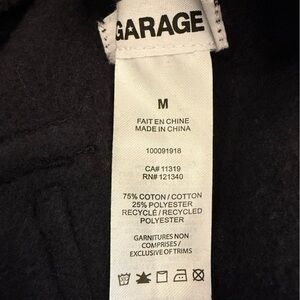 GARAGE
M
FAIT EN CHINE
MADE IN CHINA
100091918
CA# 11319
RN# 121340
75% COTON / COTTON
25% POLYESTER
RECYCLÉ / RECYCLED
POLYESTER
GARNITURES NON
COMPRISES /
EXCLUSIVE OF TRIMS